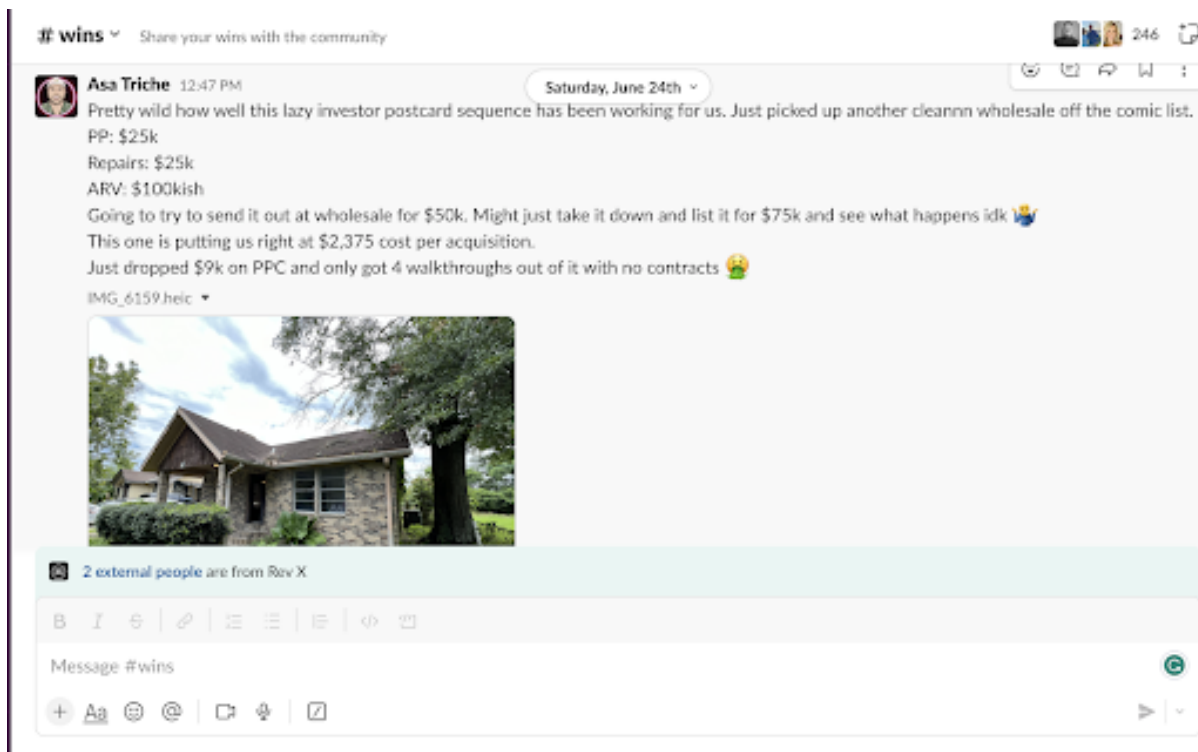 # wins Share your wins with the community 246
Asa Triche 12:47 PM
Saturday, June 24th
Pretty wild how well this lazy investor postcard sequence has been working for us. Just picked up another cleannn wholesale off the comic list.
PP: $25k
Repairs: $25k
ARV: $100kish
Going to try to send it out at wholesale for $50k. Might just take it down and list it for $75k and see what happens idk 🤷
This one is putting us right at $2,375 cost per acquisition.
Just dropped $9k on PPC and only got 4 walkthroughs out of it with no contracts 🤮
IMG_6159.heic
2 external people are from Rev X
B I S
Message #wins
+ Aa @